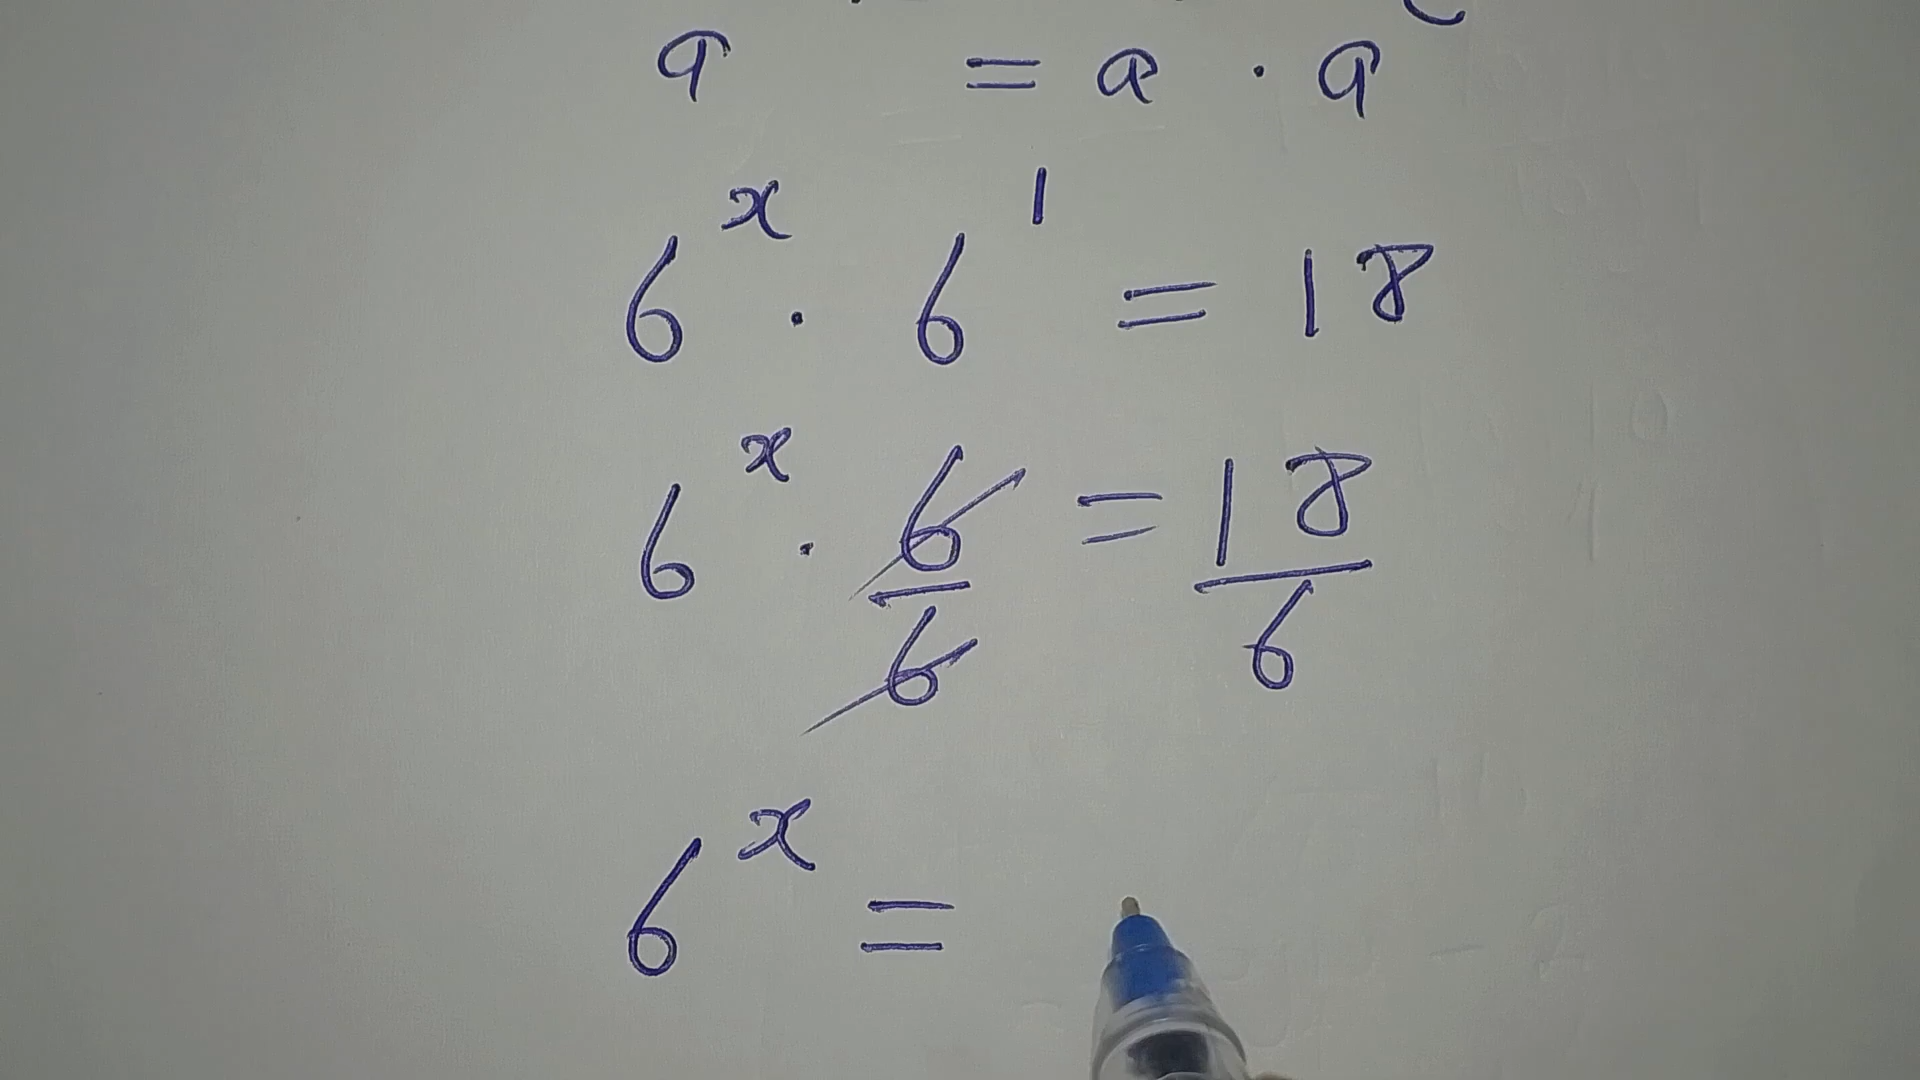 a = a · a
6^x · 6^1 = 18
6^x · 6/6 = 18/6
6^x =